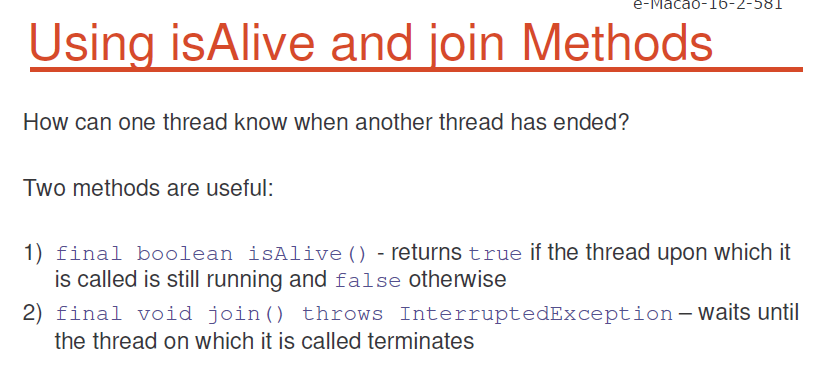 e-Macao-16-2-581
Using isAlive and join Methods
How can one thread know when another thread has ended?
Two methods are useful:
1) final boolean isAlive() - returns true if the thread upon which it
is called is still running and false otherwise
2) final void join() throws InterruptedException – waits until
the thread on which it is called terminates